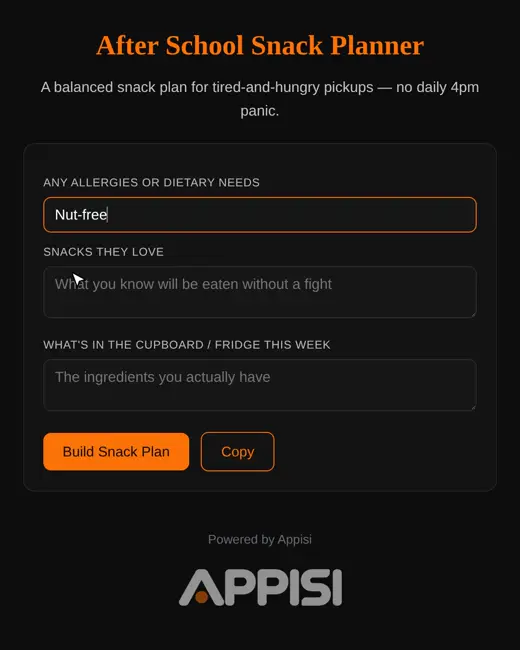 After School Snack Planner
A balanced snack plan for tired-and-hungry pickups — no daily 4pm
panic.
ANY ALLERGIES OR DIETARY NEEDS
Nut-free
SNACKS THEY LOVE
What you know will be eaten without a fight
WHAT'S IN THE CUPBOARD / FRIDGE THIS WEEK
The ingredients you actually have
Build Snack Plan
Copy
Powered by Appisi
APPISI